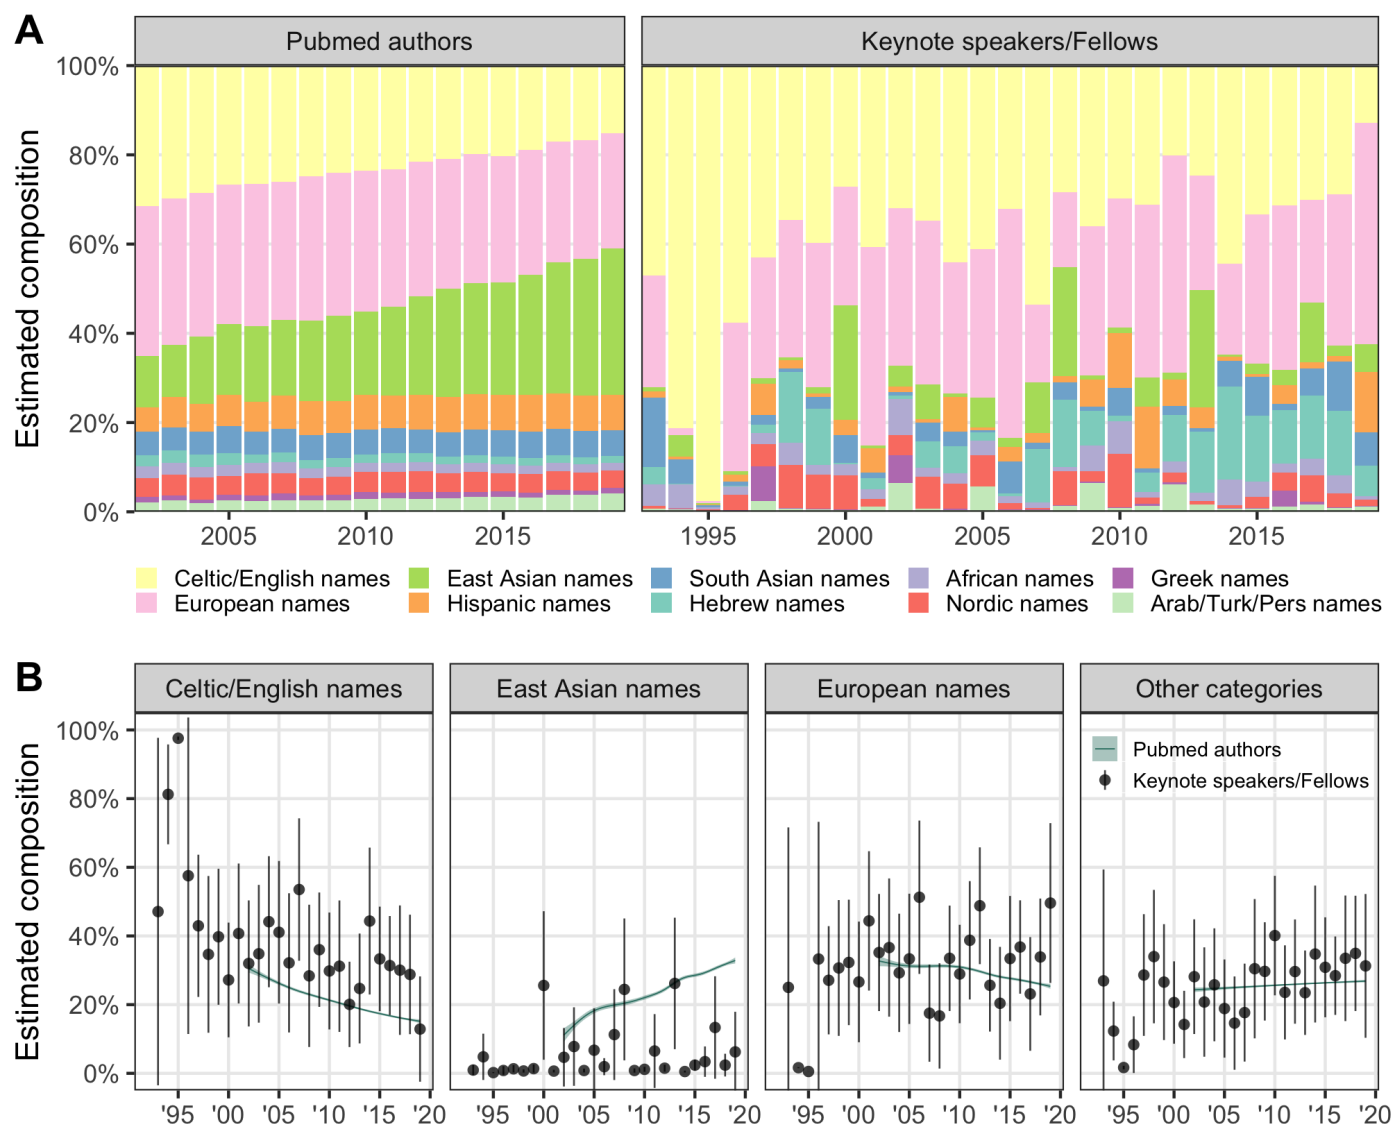 A
Pubmed authors Keynote speakers/Fellows
Estimated composition
100%
80%
60%
40%
20%
0%
2005 2010 2015 1995 2000 2005 2010 2015
Celtic/English names East Asian names South Asian names African names Greek names
European names Hispanic names Hebrew names Nordic names Arab/Turk/Pers names
B
Celtic/English names East Asian names European names Other categories
Estimated composition
100%
80%
60%
40%
20%
0%
Pubmed authors
Keynote speakers/Fellows
'95 '00 '05 '10 '15 '20 '95 '00 '05 '10 '15 '20 '95 '00 '05 '10 '15 '20 '95 '00 '05 '10 '15 '20